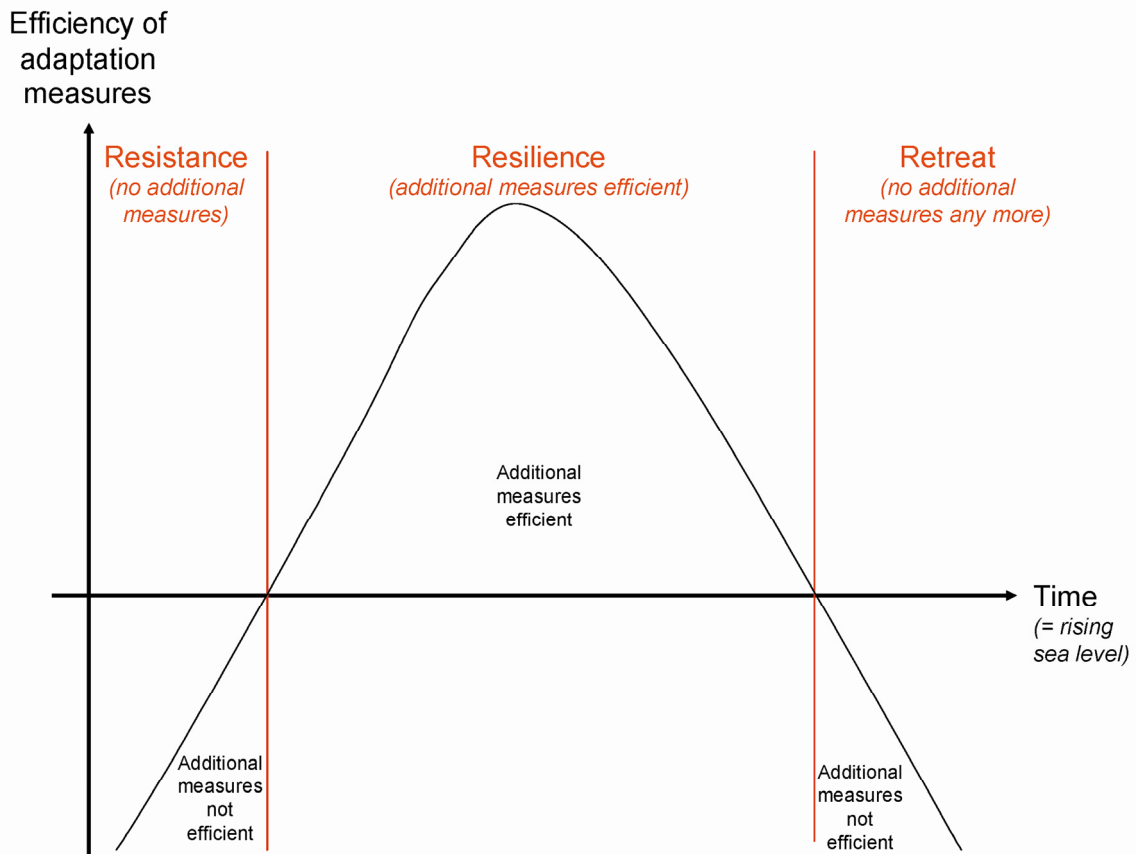 Efficiency of
adaptation
measures
Resistance
(no additional
measures)
Resilience
(additional measures efficient)
Retreat
(no additional
measures any more)
Additional
measures
efficient
Time
(= rising
sea level)
Additional
measures
not
efficient
Additional
measures
not
efficient